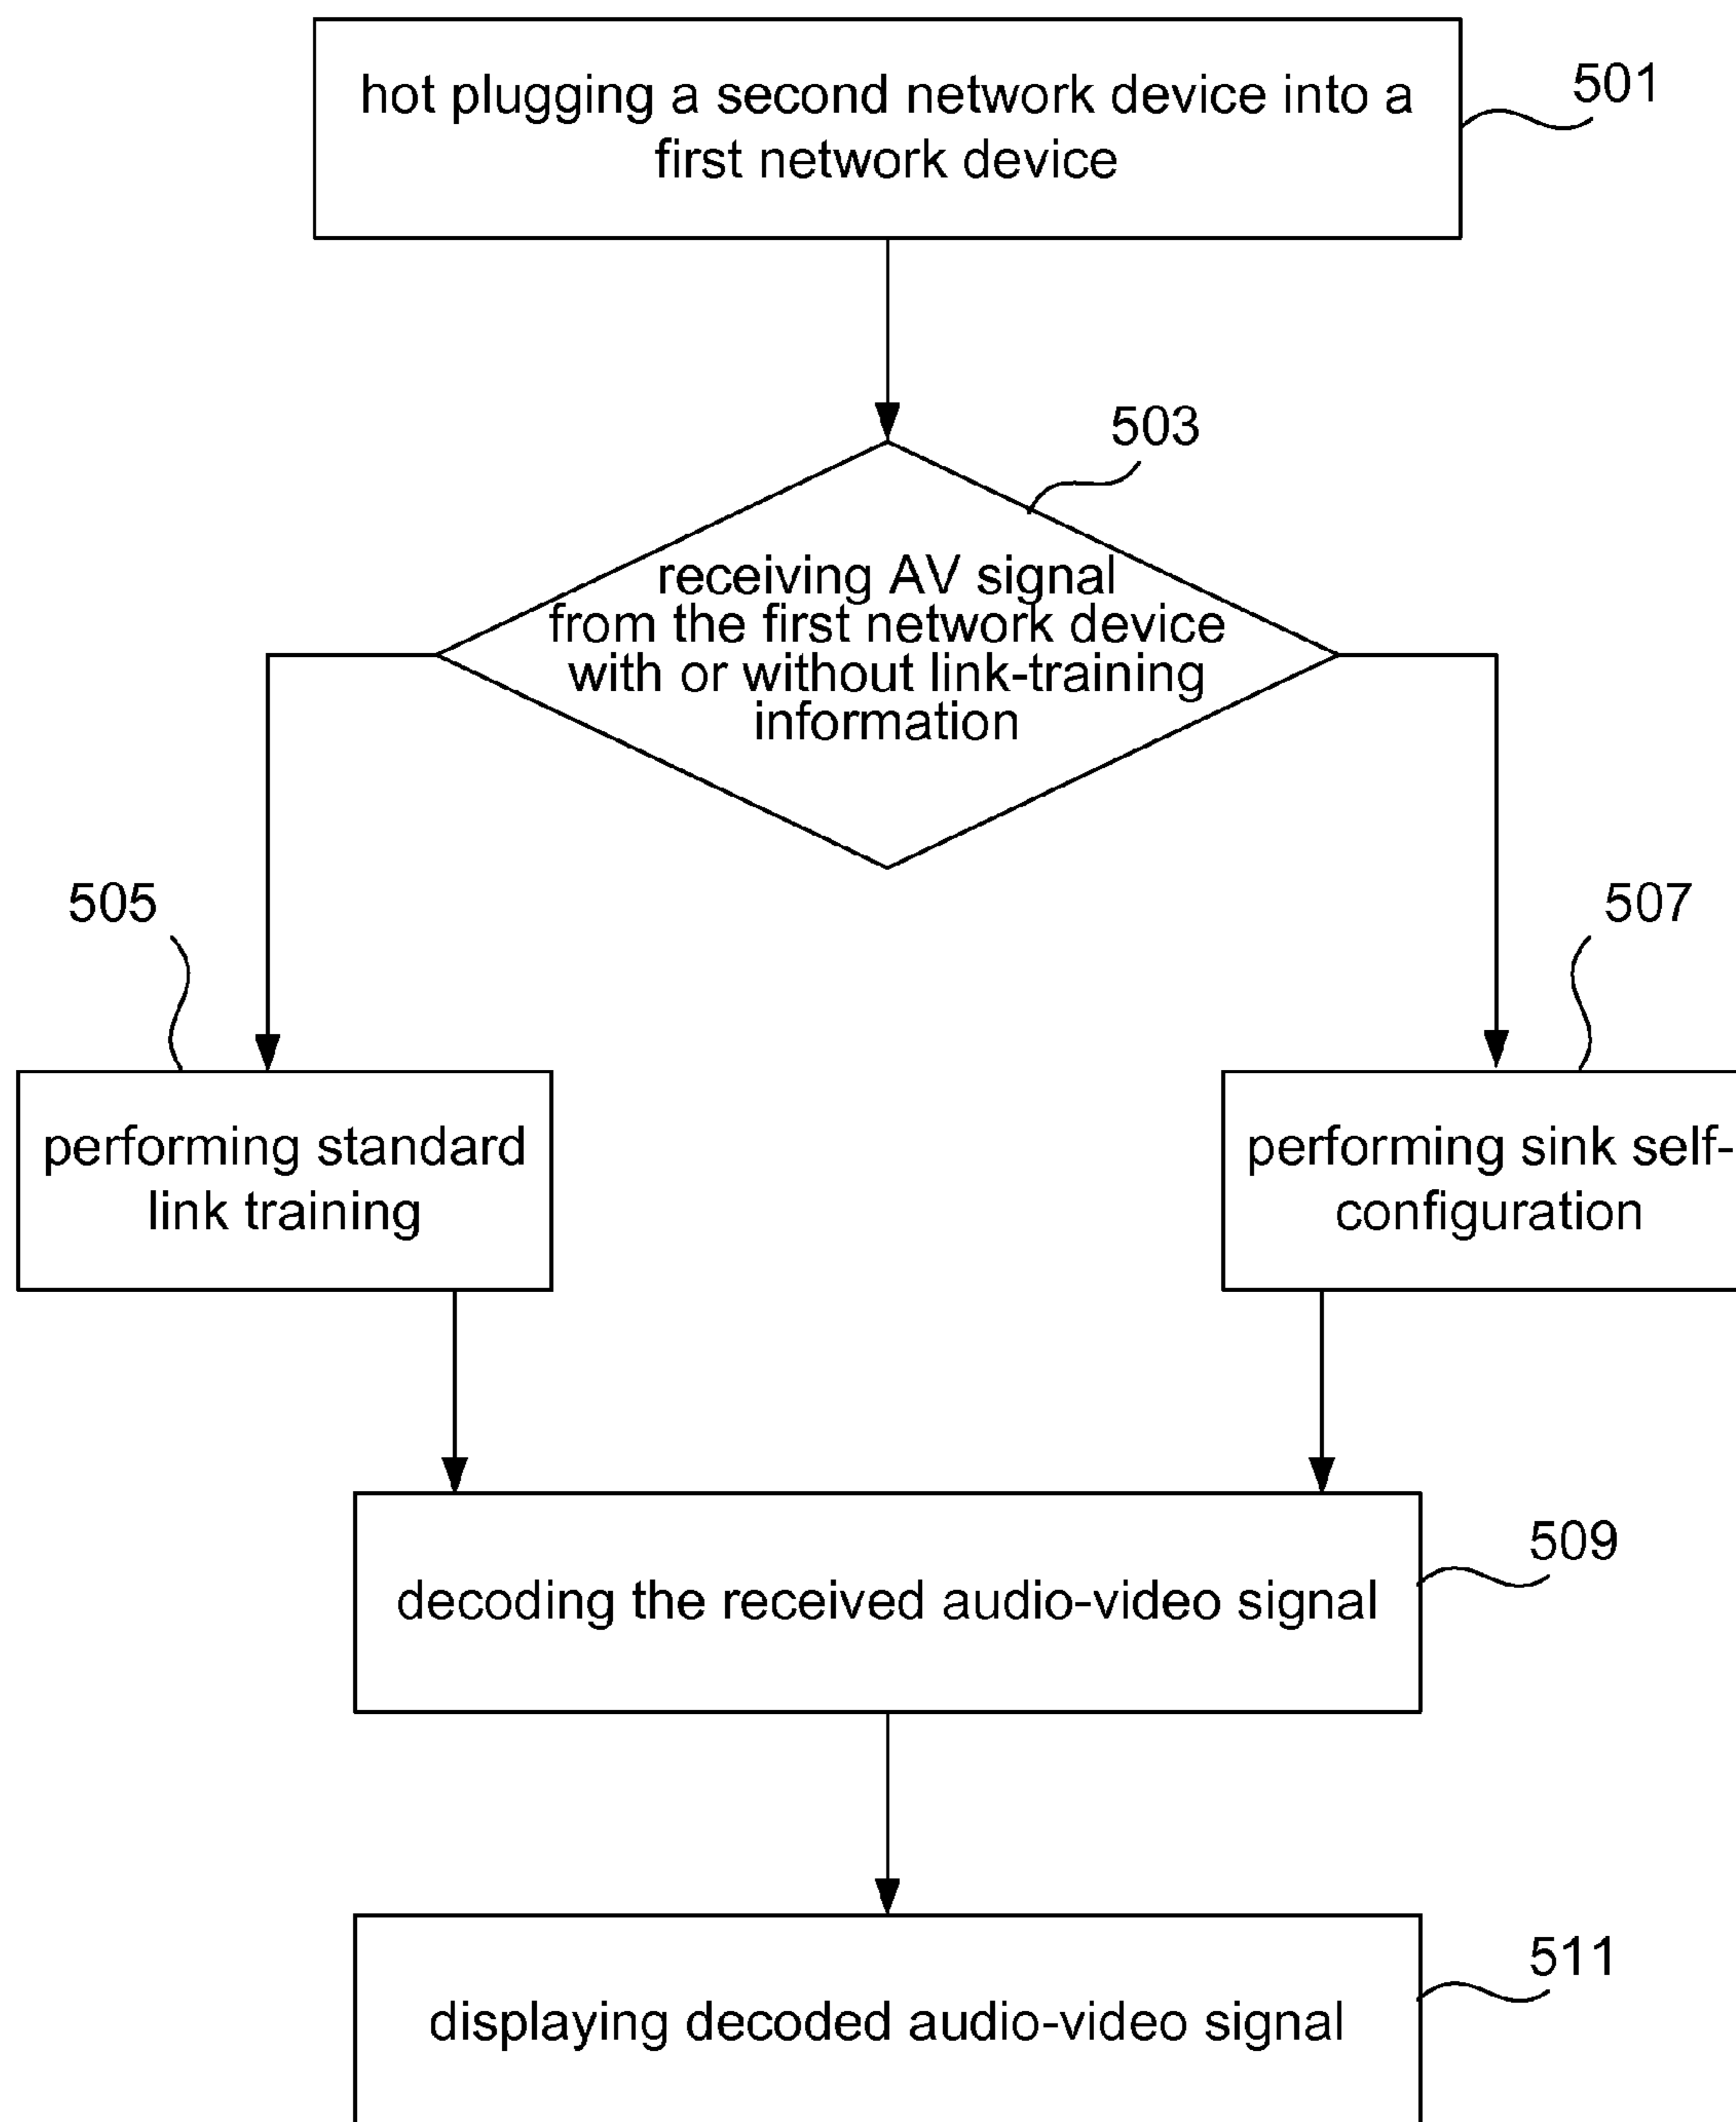 hot plugging a second network device into a
first network device
501
503
receiving AV signal
from the first network device
with or without link-training
information
505
507
performing standard
link training
performing sink self-
configuration
509
decoding the received audio-video signal
511
displaying decoded audio-video signal